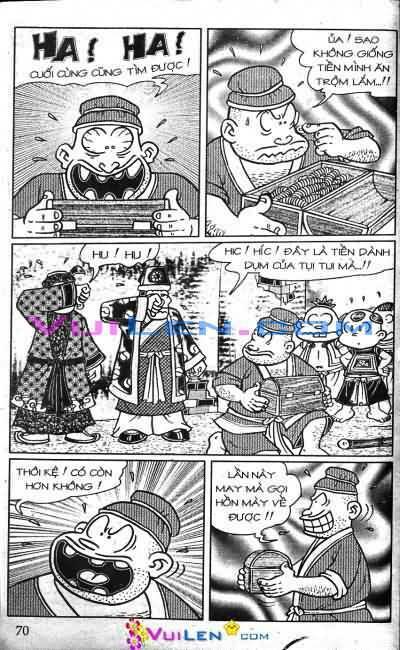 HA! HA!
CUỐI CÙNG CŨNG TÌM ĐƯỢC!
ỦA! SAO
KHÔNG GIỐNG
TIỀN MÌNH ĂN
TRỘM LẮM...!!
HU! HU!
HIC! HÍC! ĐÂY LÀ TIỀN DÀNH
DỤM CỦA TỤI TUI MÀ..!!
VUILEN.COM
THÔI KỆ! CÓ CÒN
HƠN KHÔNG!
LẦN NÀY
MAY MÀ GỌI
HỒN MÀY VỀ
ĐƯỢC!!
70
VUILEN.COM